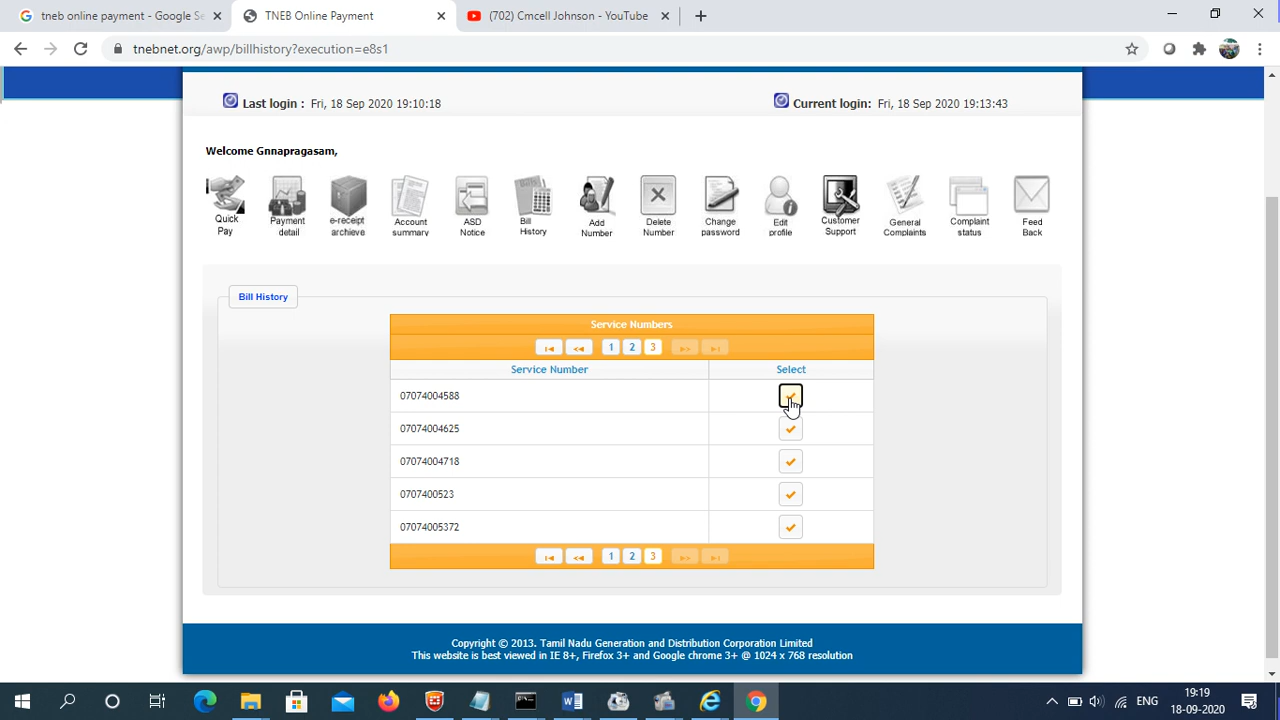 tneb online payment - Google Se
TNEB Online Payment
(702) Cmcell Johnson - YouTube
tnebnet.org/awp/billhistory?execution=e8s1
Last login : Fri, 18 Sep 2020 19:10:18
Current login: Fri, 18 Sep 2020 19:13:43
Welcome Gnnapragasam,
Quick Pay
Payment detail
e-receipt archieve
Account summary
ASD Notice
Bill History
Add Number
Delete Number
Change password
Edit profile
Customer Support
General Complaints
Complaint status
Feed Back
Bill History
Service Numbers
1 2 3
Service Number Select
07074004588
07074004625
07074004718
0707400523
07074005372
1 2 3
Copyright © 2013. Tamil Nadu Generation and Distribution Corporation Limited
This website is best viewed in IE 8+, Firefox 3+ and Google chrome 3+ @ 1024 x 768 resolution
ENG
19:19
18-09-2020